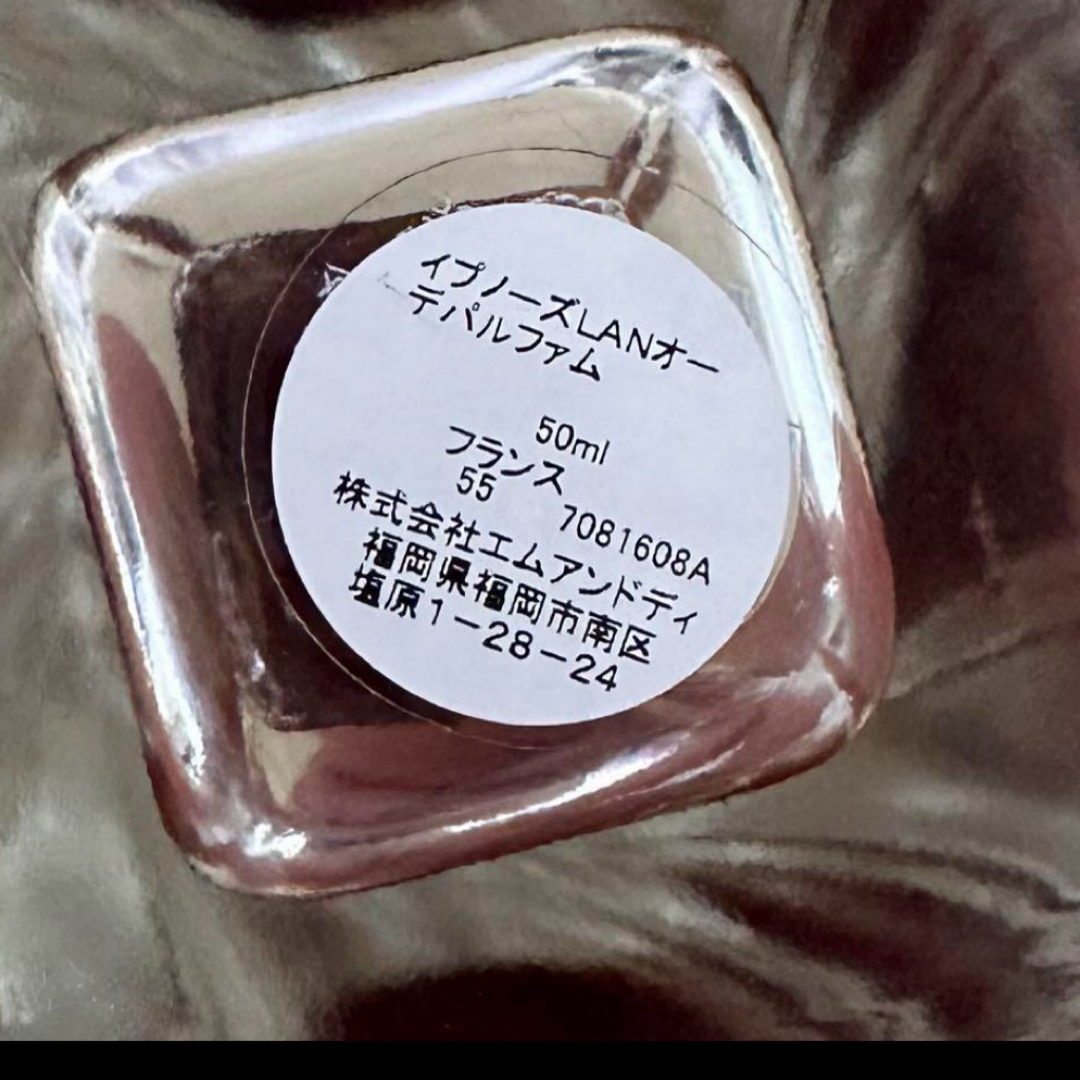 イプノーズLANオー
デパルファム
50ml
フランス
55 7081608A
株式会社エムアンドディ
福岡県福岡市南区
塩原1-28-24